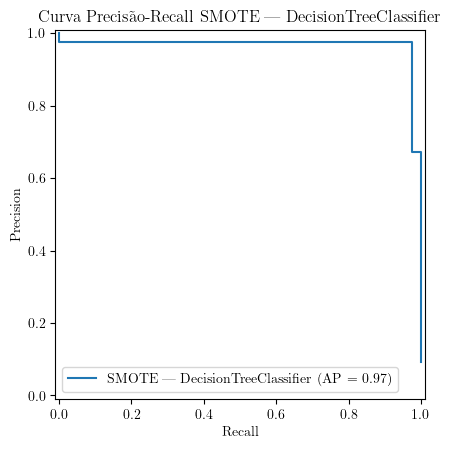 Curva Precisão-Recall SMOTE — DecisionTreeClassifier
1.0
0.8
0.6
0.4
0.2
0.0
Precision
SMOTE — DecisionTreeClassifier (AP = 0.97)
0.0 0.2 0.4 0.6 0.8 1.0
Recall